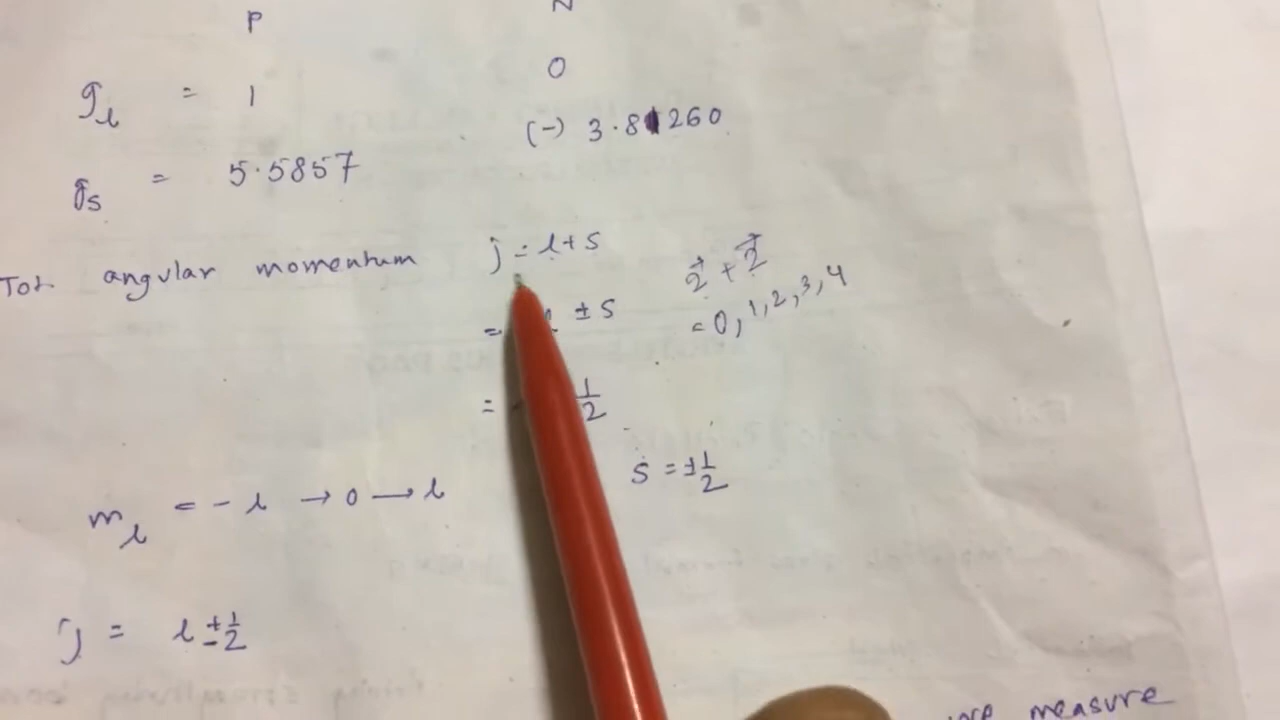 P N
g_l = 1 0
g_s = 5.5857 (-) 3.8 260
Tot. angular momentum j = l + s
= l ± s
2⃗ + 2⃗
= 0, 1, 2, 3, 4
= 1/2
s = ± 1/2
m_l = - l → 0 → l
j = l ± 1/2
measure